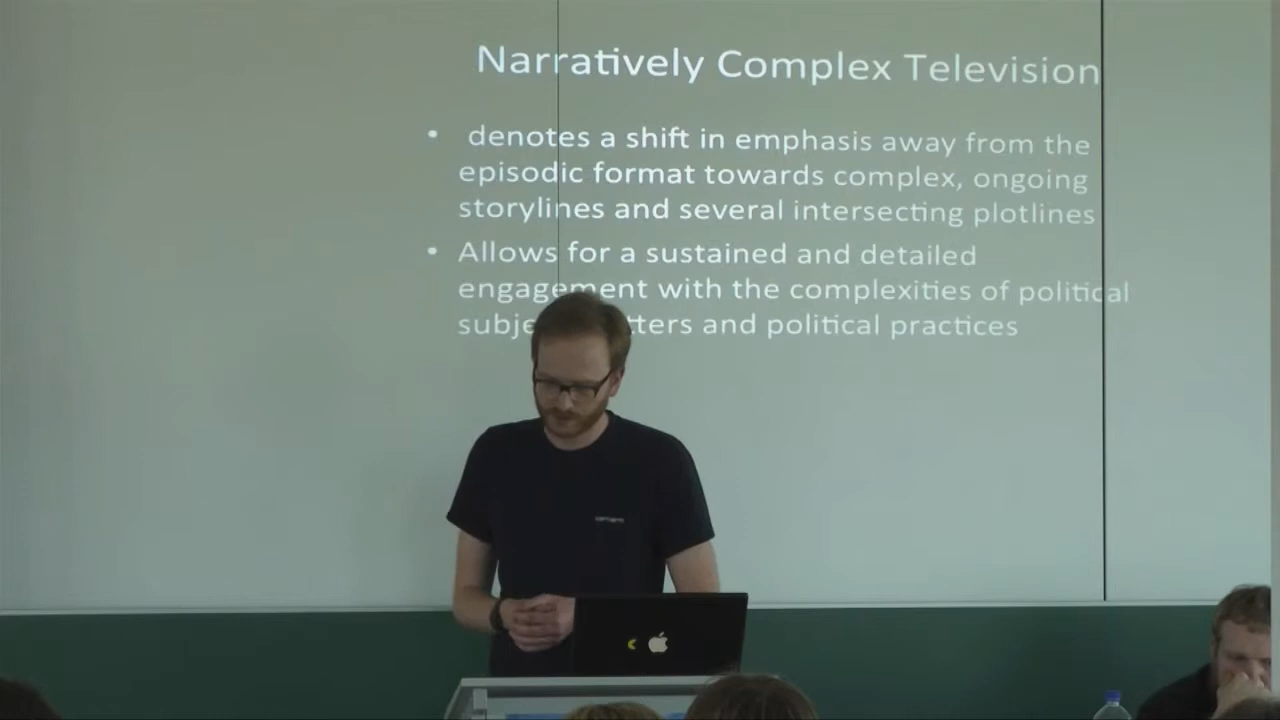 Narratively Complex Television
• denotes a shift in emphasis away from the
episodic format towards complex, ongoing
storylines and several intersecting plotlines
• Allows for a sustained and detailed
engagement with the complexities of political
and political practices